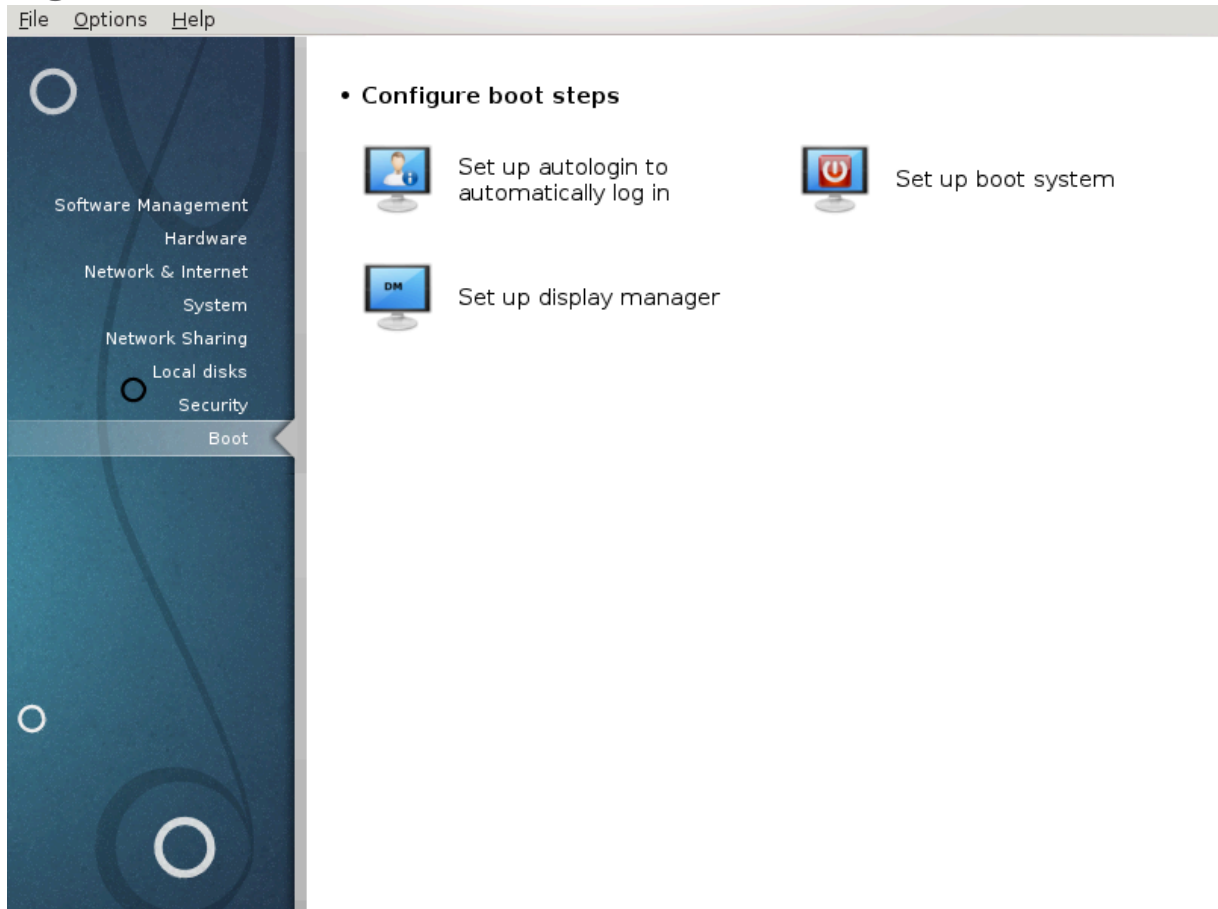 File Options Help
Software Management
Hardware
Network & Internet
System
Network Sharing
Local disks
Security
Boot
• Configure boot steps
Set up autologin to
automatically log in
Set up boot system
DM
Set up display manager